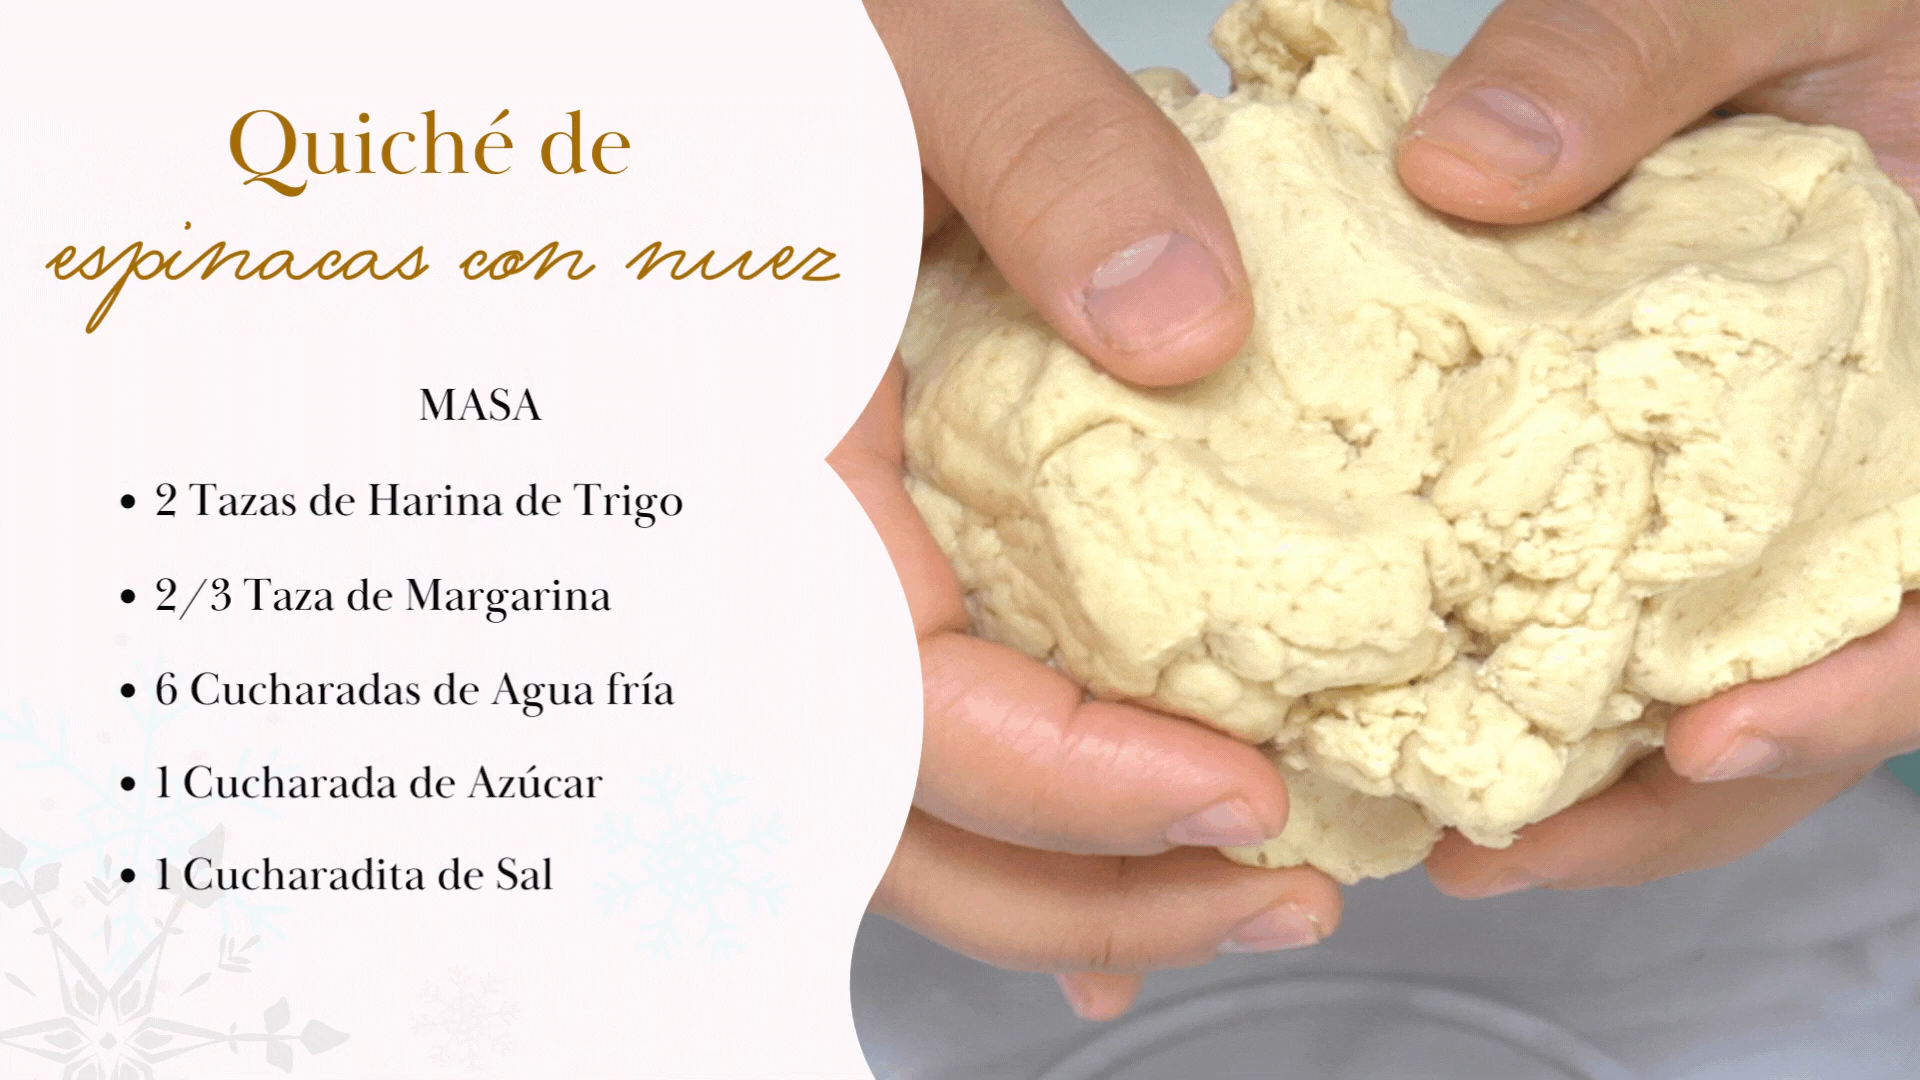 Quiché de
espinacas con nuez
MASA
• 2 Tazas de Harina de Trigo
• 2/3 Taza de Margarina
• 6 Cucharadas de Agua fría
• 1 Cucharada de Azúcar
• 1 Cucharadita de Sal